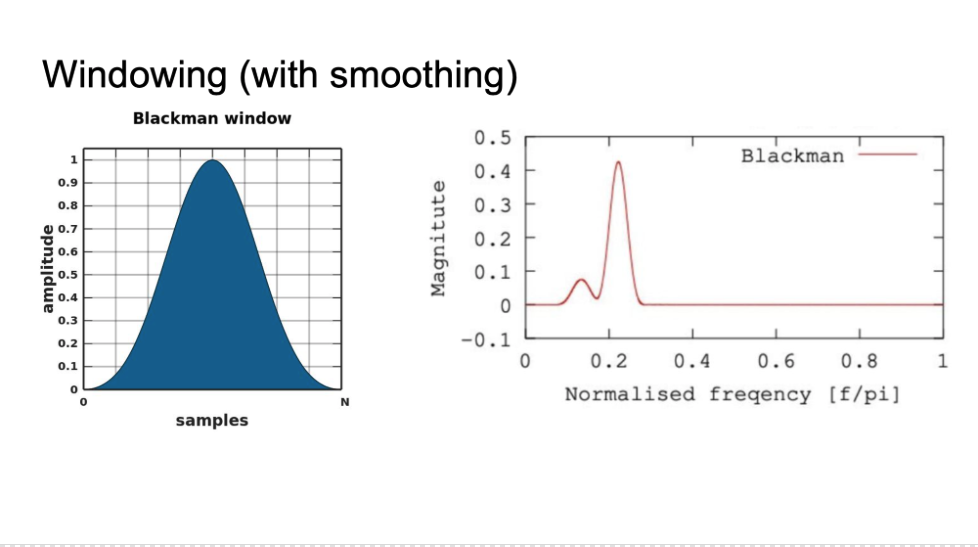 Windowing (with smoothing)
Blackman window
amplitude
1
0.9
0.8
0.7
0.6
0.5
0.4
0.3
0.2
0.1
0
0
N
samples
Magnitute
0.5
0.4
0.3
0.2
0.1
0
-0.1
Blackman
0 0.2 0.4 0.6 0.8 1
Normalised freqency [f/pi]